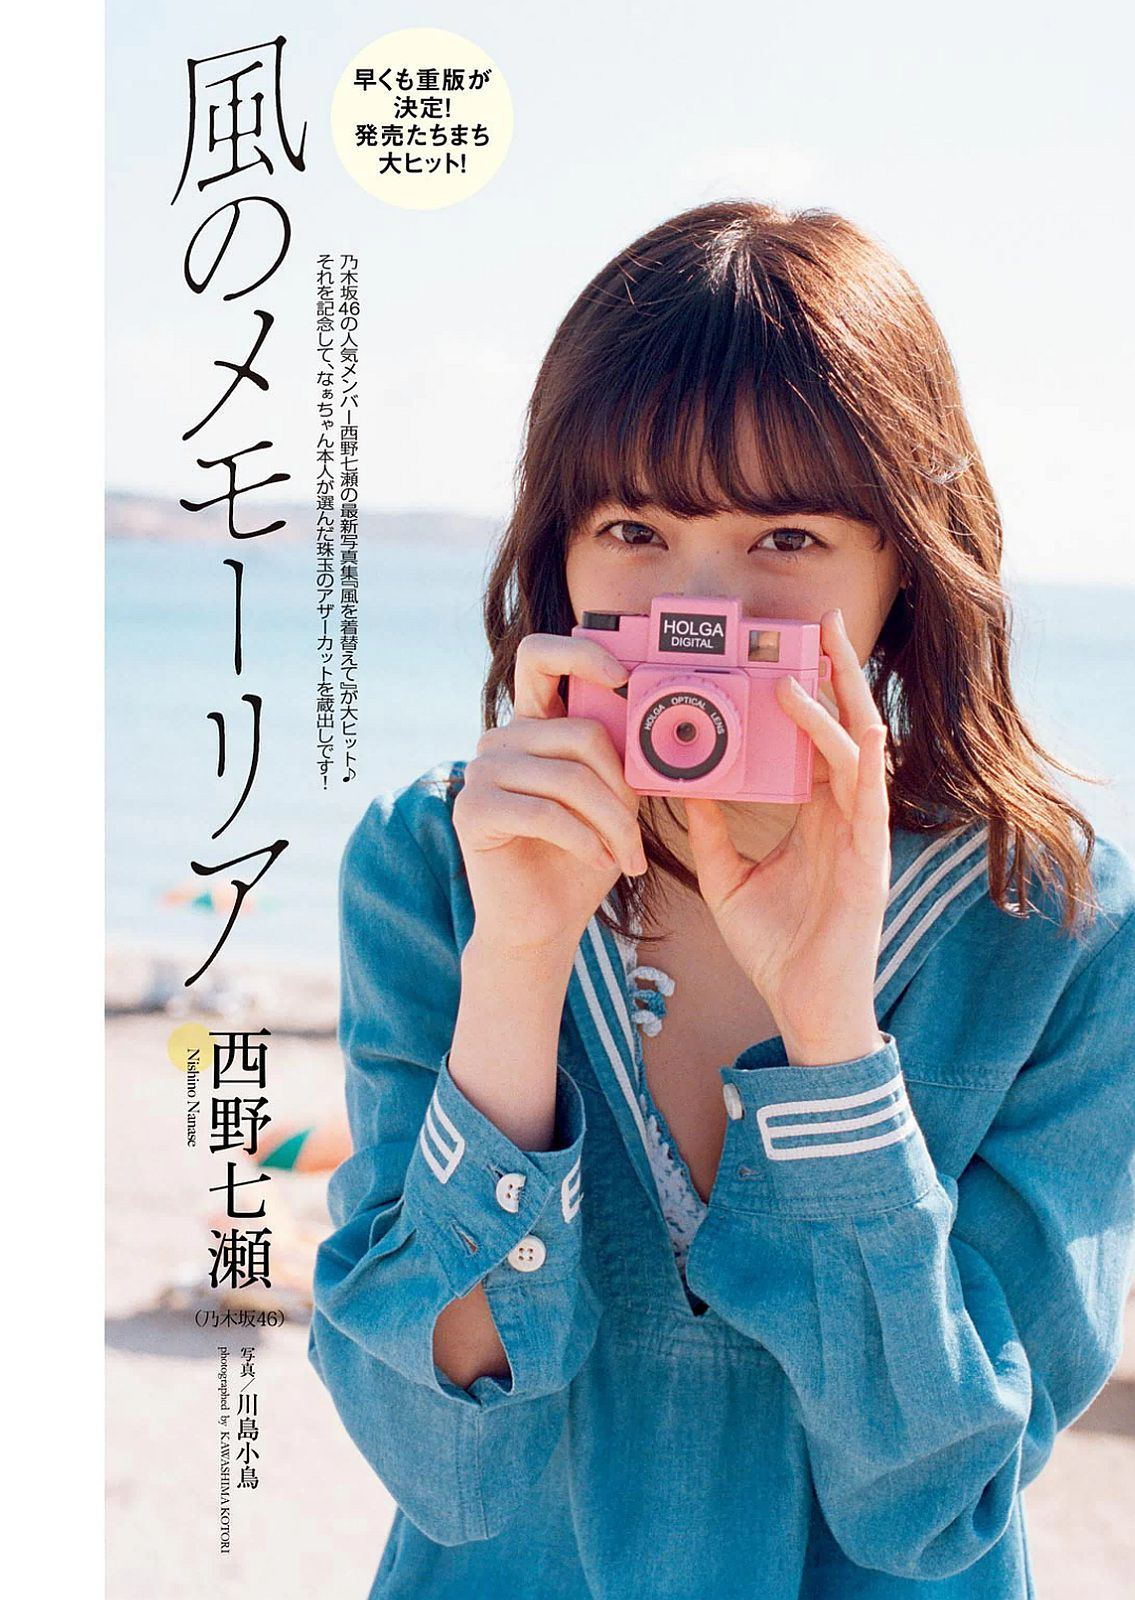 早くも重版が
決定!
発売たちまち
大ヒット!
風のメモーリア
乃木坂46の人気メンバー西野七瀬の最新写真集『風を着替えて』が大ヒット♪
それを記念して、なぁちゃん本人が選んだ珠玉のアザーカットを蔵出しです!
西野七瀬
Nishino Nanase
(乃木坂46)
写真/川島小鳥
photographed by KAWASHIMA KOTORI
HOLGA
DIGITAL
HOLGA OPTICAL LENS